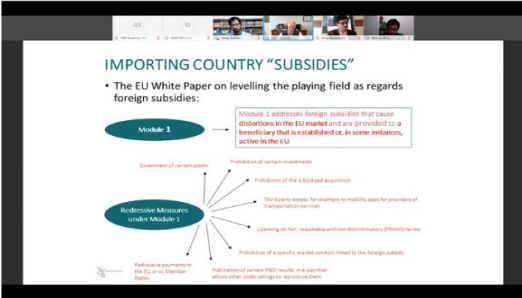 IMPORTING COUNTRY "SUBSIDIES"
• The EU White Paper on levelling the playing field as regards
foreign subsidies:
Module 1
Module 1 addresses foreign subsidies that cause
distortions in the EU market and are provided to a
beneficiary that is established or, in some instances,
active in the EU.
Divestment of certain assets
Prohibition of certain investments
Prohibition of the subsidised acquisition
Third party access, for example to mobility apps for providers of
transportation services
Redressive Measures
under Module 1
Licensing on fair, reasonable and non-discriminatory (FRAND) terms
Prohibition of a specific market conduct linked to the foreign subsidy
Redressive payments to
the EU or to Member
States
Publication of certain R&D results, in a way that
allows other undertakings to reproduce them